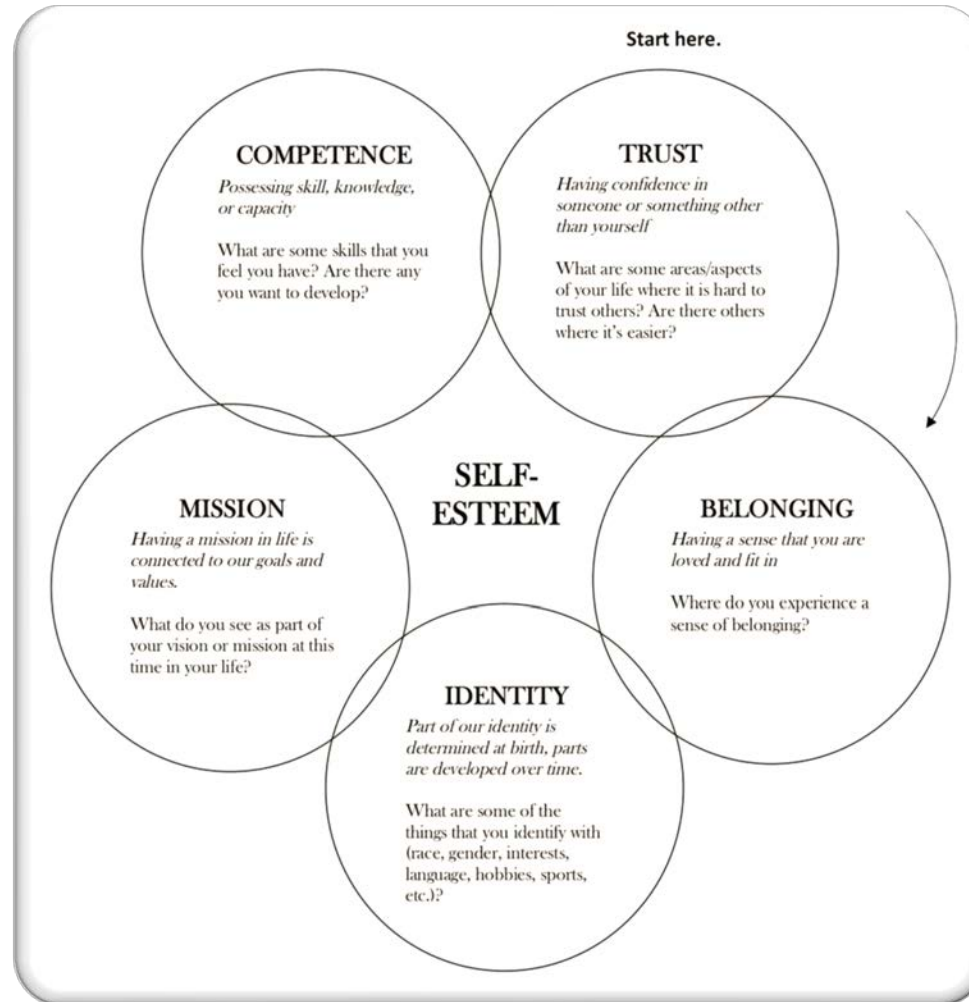 Start here.
TRUST
Having confidence in
someone or something other
than yourself
What are some areas/aspects
of your life where it is hard to
trust others? Are there others
where it's easier?
BELONGING
Having a sense that you are
loved and fit in
Where do you experience a
sense of belonging?
IDENTITY
Part of our identity is
determined at birth, parts
are developed over time.
What are some of the
things that you identify with
(race, gender, interests,
language, hobbies, sports,
etc.)?
MISSION
Having a mission in life is
connected to our goals and
values.
What do you see as part of
your vision or mission at this
time in your life?
COMPETENCE
Possessing skill, knowledge,
or capacity
What are some skills that you
feel you have? Are there any
you want to develop?
SELF-
ESTEEM